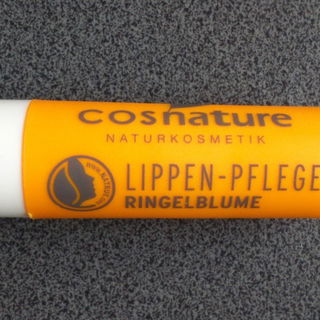 cosnature
NATURKOSMETIK
LIPPEN-PFLEGE
RINGELBLUME